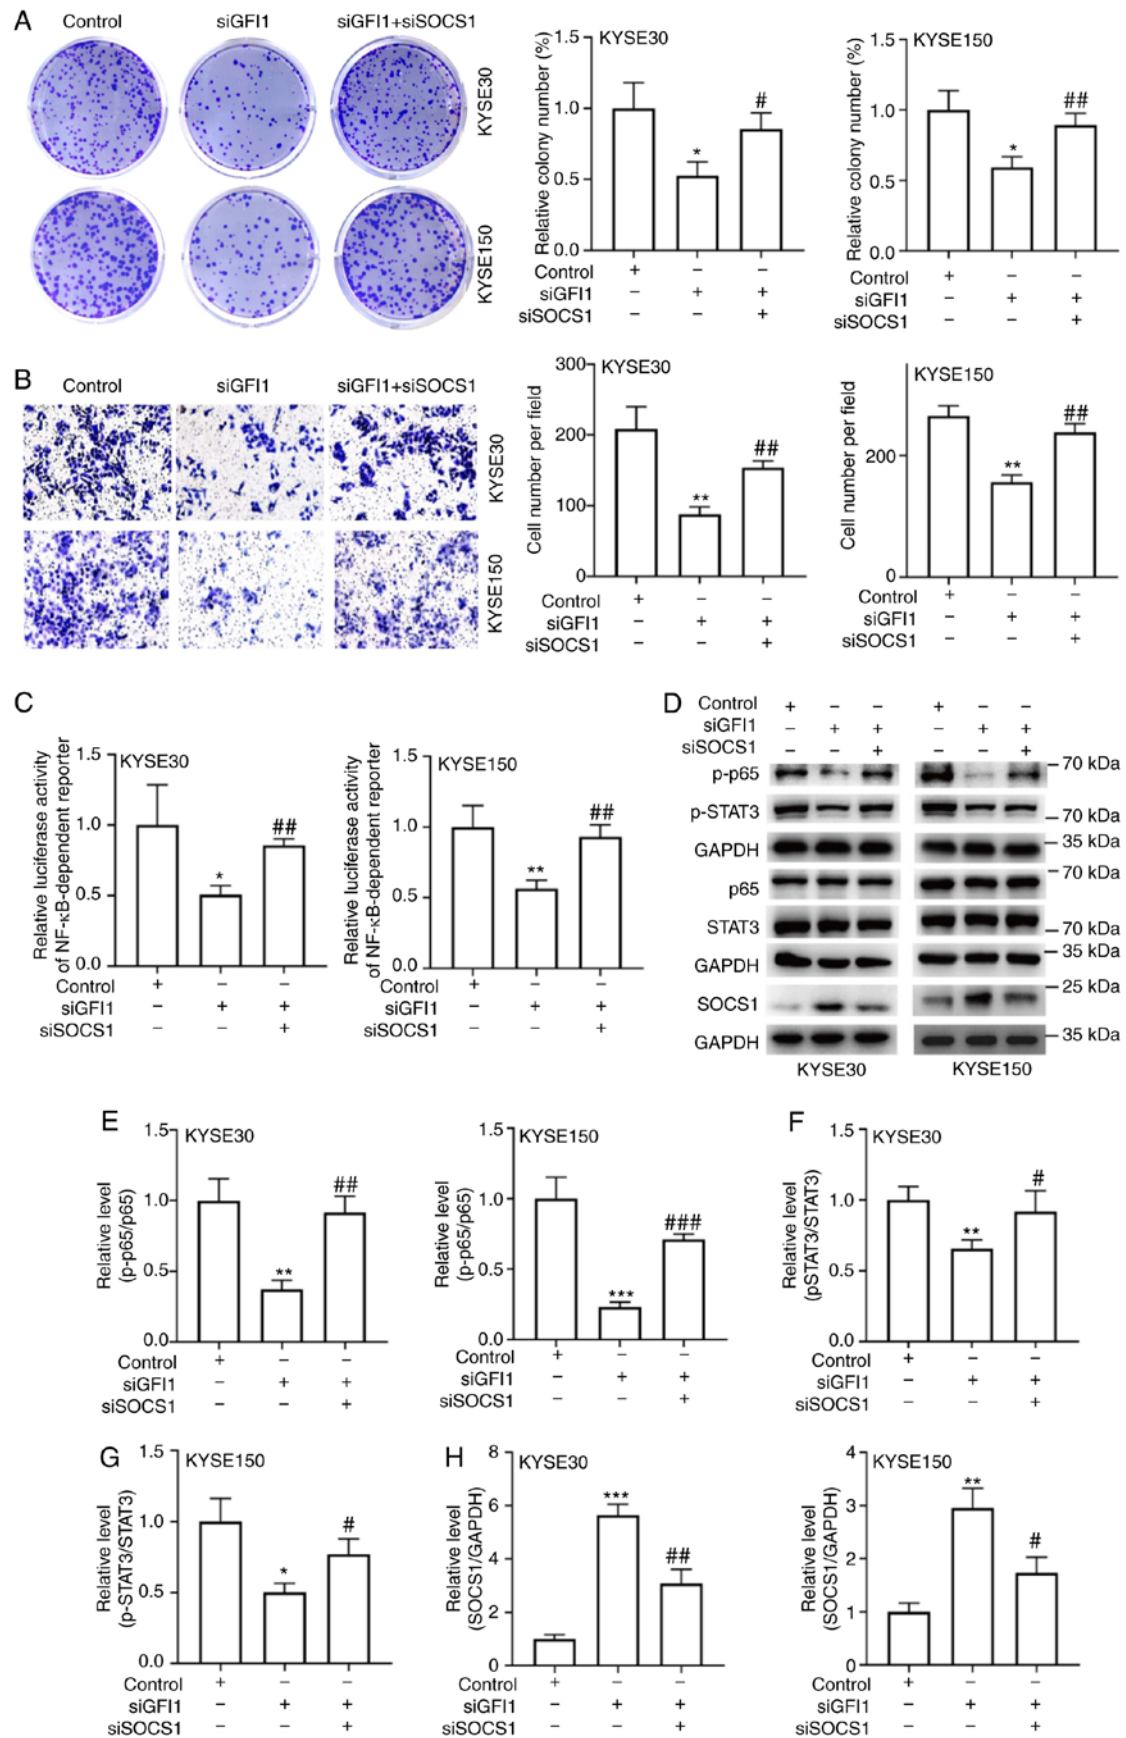 A
Control siGFI1 siGFI1+siSOCS1
KYSE30
KYSE150
Relative colony number (%)
1.5
1.0
0.5
0.0
KYSE30
*
#
Control + − −
siGFI1 − + +
siSOCS1 − − +
Relative colony number (%)
1.5
1.0
0.5
0.0
KYSE150
*
##
Control + − −
siGFI1 − + +
siSOCS1 − − +
B
Control siGFI1 siGFI1+siSOCS1
KYSE30
KYSE150
Cell number per field
300
200
100
0
KYSE30
**
##
Control + − −
siGFI1 − + +
siSOCS1 − − +
Cell number per field
200
0
KYSE150
**
##
Control + − −
siGFI1 − + +
siSOCS1 − − +
C
Relative luciferase activity
of NF-κB-dependent reporter
1.5
1.0
0.5
0.0
KYSE30
*
##
Control + − −
siGFI1 − + +
siSOCS1 − − +
Relative luciferase activity
of NF-κB-dependent reporter
1.5
1.0
0.5
0.0
KYSE150
**
##
Control + − −
siGFI1 − + +
siSOCS1 − − +
D
Control + − − + − −
siGFI1 − + + − + +
siSOCS1 − − + − − +
p-p65 70 kDa
p-STAT3 70 kDa
GAPDH 35 kDa
p65 70 kDa
STAT3 70 kDa
GAPDH 35 kDa
SOCS1 25 kDa
GAPDH 35 kDa
KYSE30 KYSE150
E
Relative level
(p-p65/p65)
1.5
1.0
0.5
0.0
KYSE30
**
##
Control + − −
siGFI1 − + +
siSOCS1 − − +
Relative level
(p-p65/p65)
1.5
1.0
0.5
0.0
KYSE150
***
###
Control + − −
siGFI1 − + +
siSOCS1 − − +
F
Relative level
(pSTAT3/STAT3)
1.5
1.0
0.5
0.0
KYSE30
**
#
Control + − −
siGFI1 − + +
siSOCS1 − − +
G
Relative level
(p-STAT3/STAT3)
1.5
1.0
0.5
0.0
KYSE150
*
#
Control + − −
siGFI1 − + +
siSOCS1 − − +
H
Relative level
(SOCS1/GAPDH)
8
6
4
2
0
KYSE30
***
##
Control + − −
siGFI1 − + +
siSOCS1 − − +
Relative level
(SOCS1/GAPDH)
4
3
2
1
0
KYSE150
**
#
Control + − −
siGFI1 − + +
siSOCS1 − − +